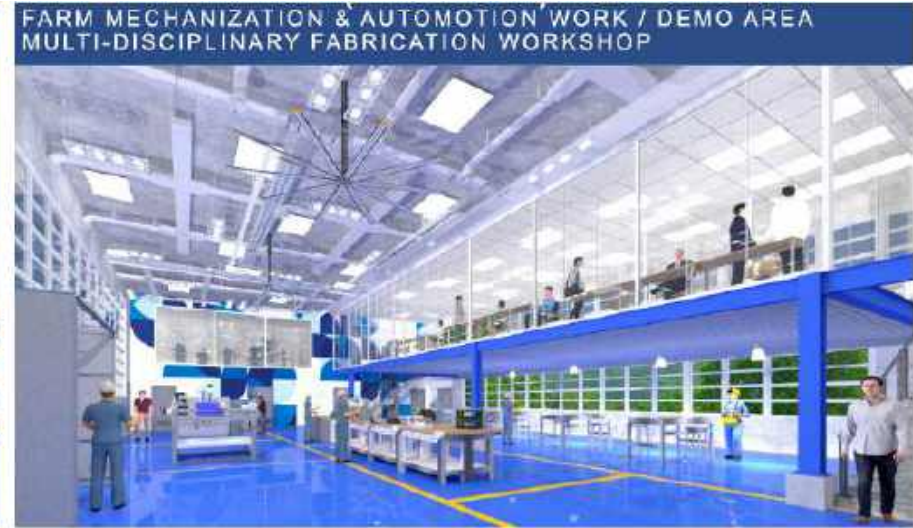 FARM MECHANIZATION & AUTOMOTION WORK / DEMO AREA
MULTI-DISCIPLINARY FABRICATION WORKSHOP